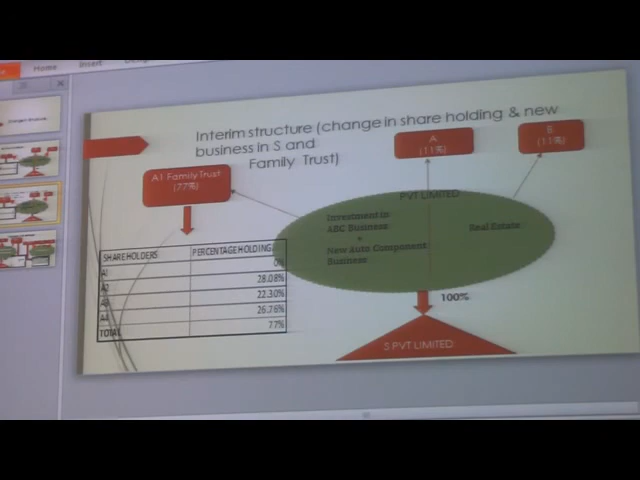 Home
Insert
Interim structure (change in share holding & new
business in S and
Family Trust)
A1 Family Trust
(77%)
A
(11%)
B
(11%)
PVT LIMITED
Investment in
ABC Business
+
New Auto Component
Business
Real Estate
SHARE HOLDERS PERCENTAGE HOLDING
A1 0%
A2 28.08%
A3 22.30%
A4 26.76%
TOTAL 77%
100%
S PVT LIMITED